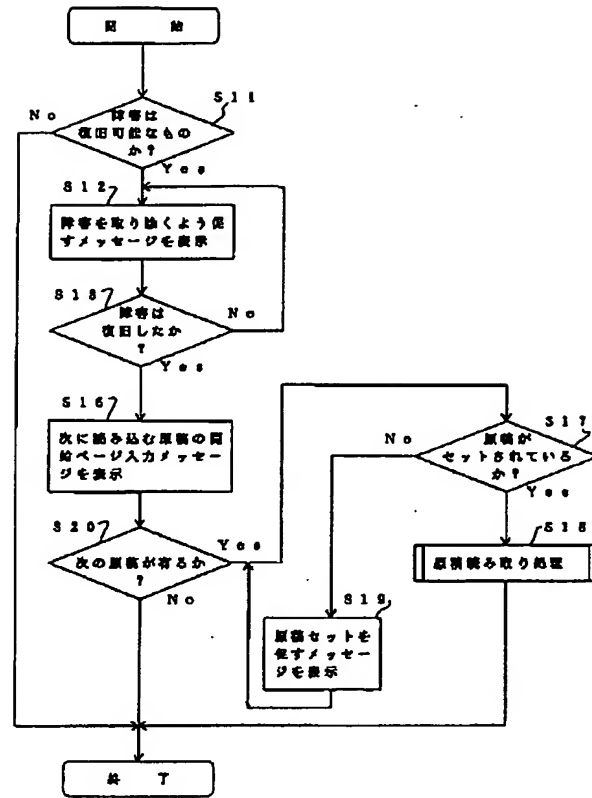 開 始
S11
障害は
復旧可能なもの
か?
No
Yes
S12
障害を取り除くよう促
すメッセージを表示
S13
障害は
復旧したか
?
No
Yes
S16
次に読み込む原稿の開
始ページ入力メッセー
ジを表示
S20
次の原稿が有るか
?
Yes
No
S17
原稿が
セットされている
か?
No
Yes
S18
原稿読み取り処理
S19
原稿セットを
促すメッセー
ジを表示
終 了